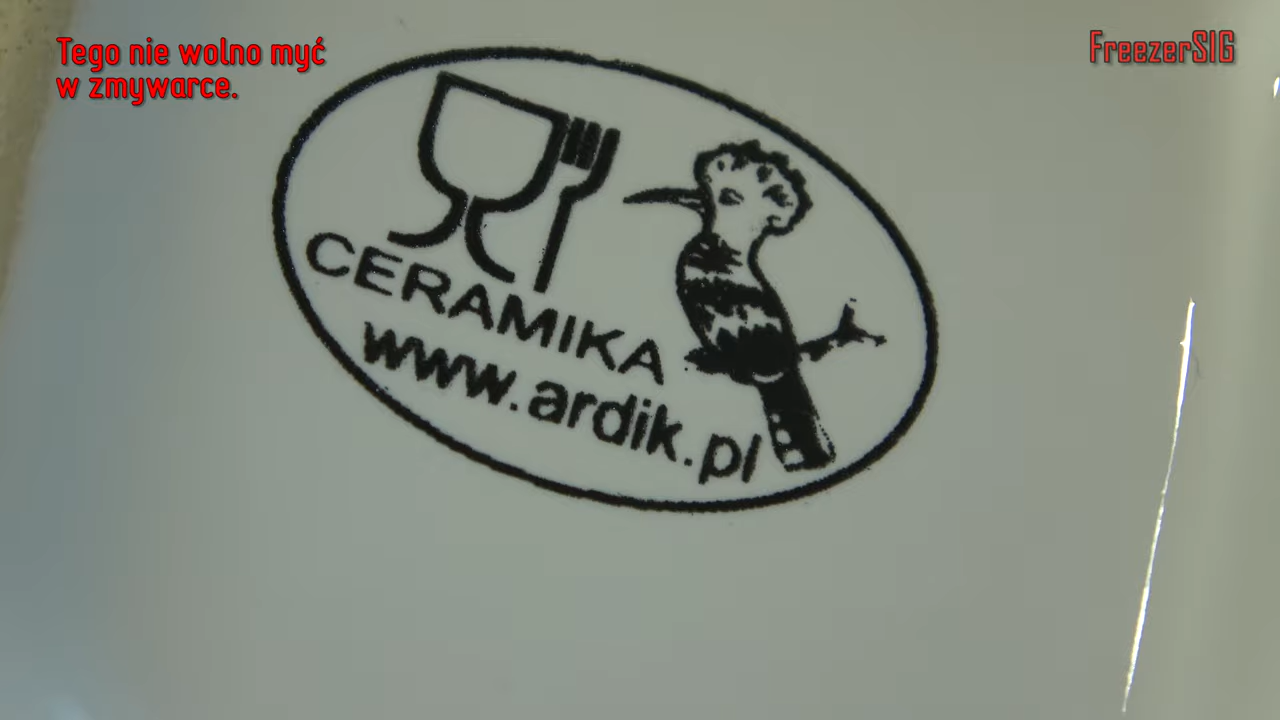 Tego nie wolno myć
w zmywarce.
FreezerSIG
CERAMIKA
www.ardik.pl